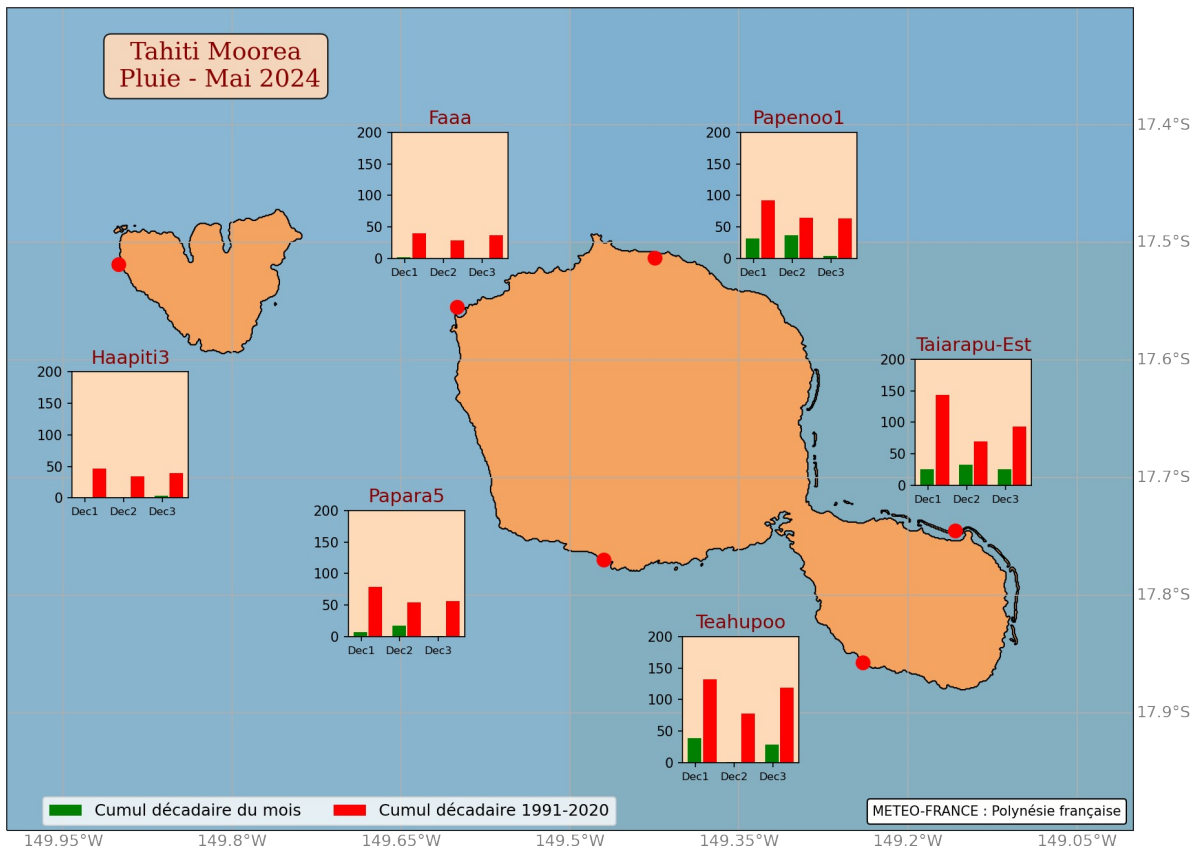 Tahiti Moorea
Pluie - Mai 2024
Faaa
200
150
100
50
0
Dec1 Dec2 Dec3
Papenoo1
200
150
100
50
0
Dec1 Dec2 Dec3
17.4°S
17.5°S
17.6°S
17.7°S
17.8°S
17.9°S
Haapiti3
200
150
100
50
0
Dec1 Dec2 Dec3
Taiarapu-Est
200
150
100
50
0
Dec1 Dec2 Dec3
Papara5
200
150
100
50
0
Dec1 Dec2 Dec3
Teahupoo
200
150
100
50
0
Dec1 Dec2 Dec3
Cumul décadaire du mois Cumul décadaire 1991-2020
METEO-FRANCE : Polynésie française
149.95°W 149.8°W 149.65°W 149.5°W 149.35°W 149.2°W 149.05°W